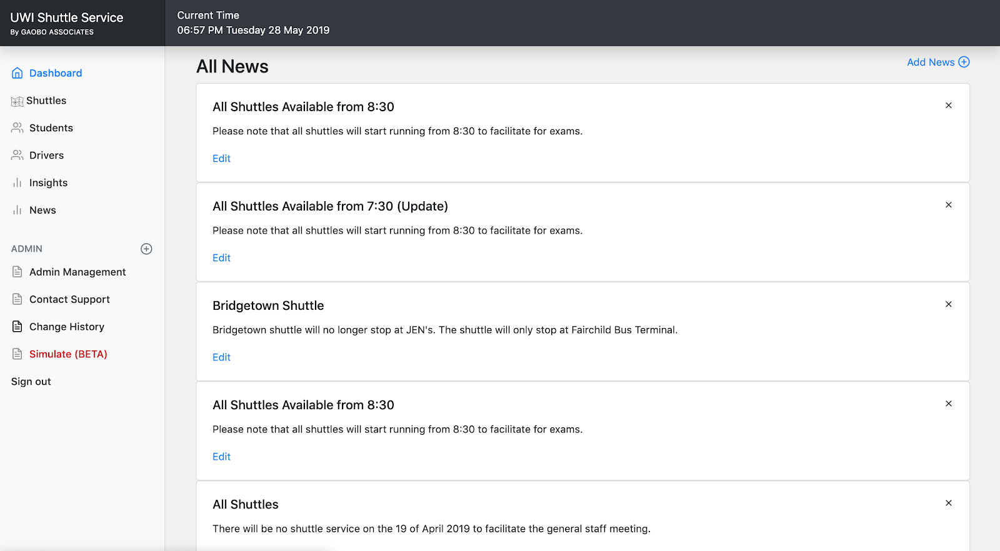 UWI Shuttle Service
By GAOBO ASSOCIATES
Current Time
06:57 PM Tuesday 28 May 2019
Dashboard
Shuttles
Students
Drivers
Insights
News
ADMIN
Admin Management
Contact Support
Change History
Simulate (BETA)
Sign out
All News
Add News
All Shuttles Available from 8:30
Please note that all shuttles will start running from 8:30 to facilitate for exams.
Edit
All Shuttles Available from 7:30 (Update)
Please note that all shuttles will start running from 8:30 to facilitate for exams.
Edit
Bridgetown Shuttle
Bridgetown shuttle will no longer stop at JEN's. The shuttle will only stop at Fairchild Bus Terminal.
Edit
All Shuttles Available from 8:30
Please note that all shuttles will start running from 8:30 to facilitate for exams.
Edit
All Shuttles
There will be no shuttle service on the 19 of April 2019 to facilitate the general staff meeting.